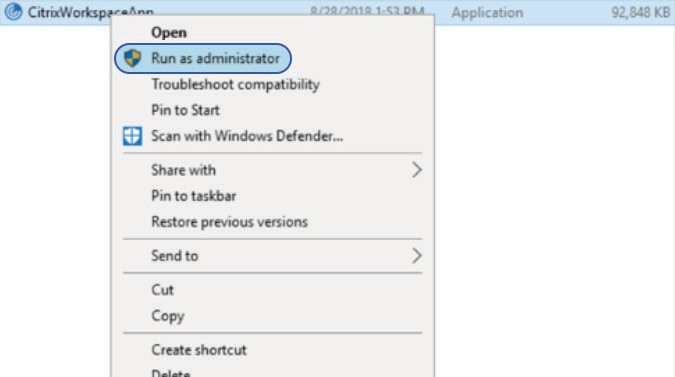 CitrixWorkspaceApp 8/28/2018 1:53 PM Application 92,848 KB
Open
Run as administrator
Troubleshoot compatibility
Pin to Start
Scan with Windows Defender...
Share with
Pin to taskbar
Restore previous versions
Send to
Cut
Copy
Create shortcut
Delete